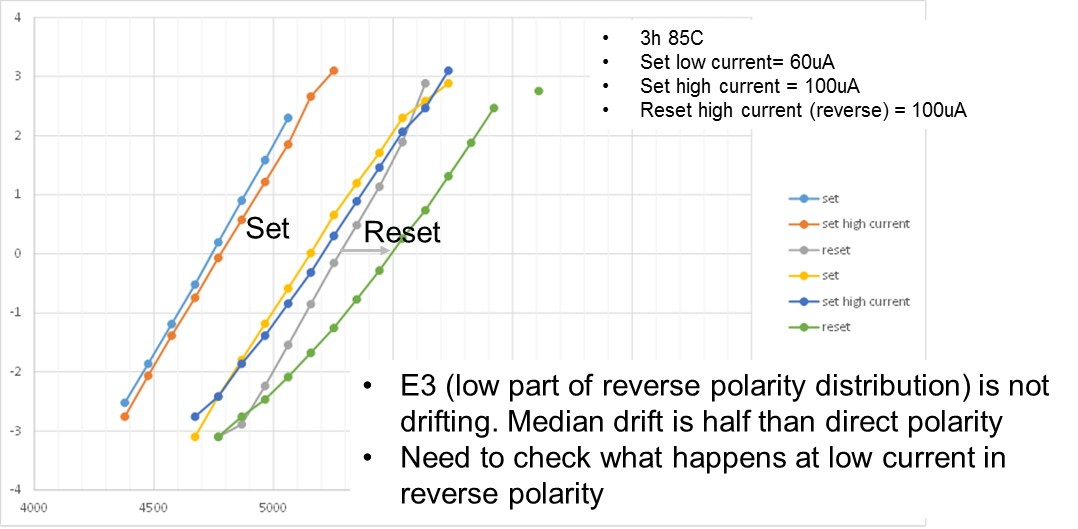 4
3
2
1
0
-1
-2
-3
-4
4000
4500
5000
• 3h 85C
• Set low current= 60uA
• Set high current = 100uA
• Reset high current (reverse) = 100uA
Set
Reset
set
set high current
reset
set
set high current
reset
• E3 (low part of reverse polarity distribution) is not
drifting. Median drift is half than direct polarity
• Need to check what happens at low current in
reverse polarity